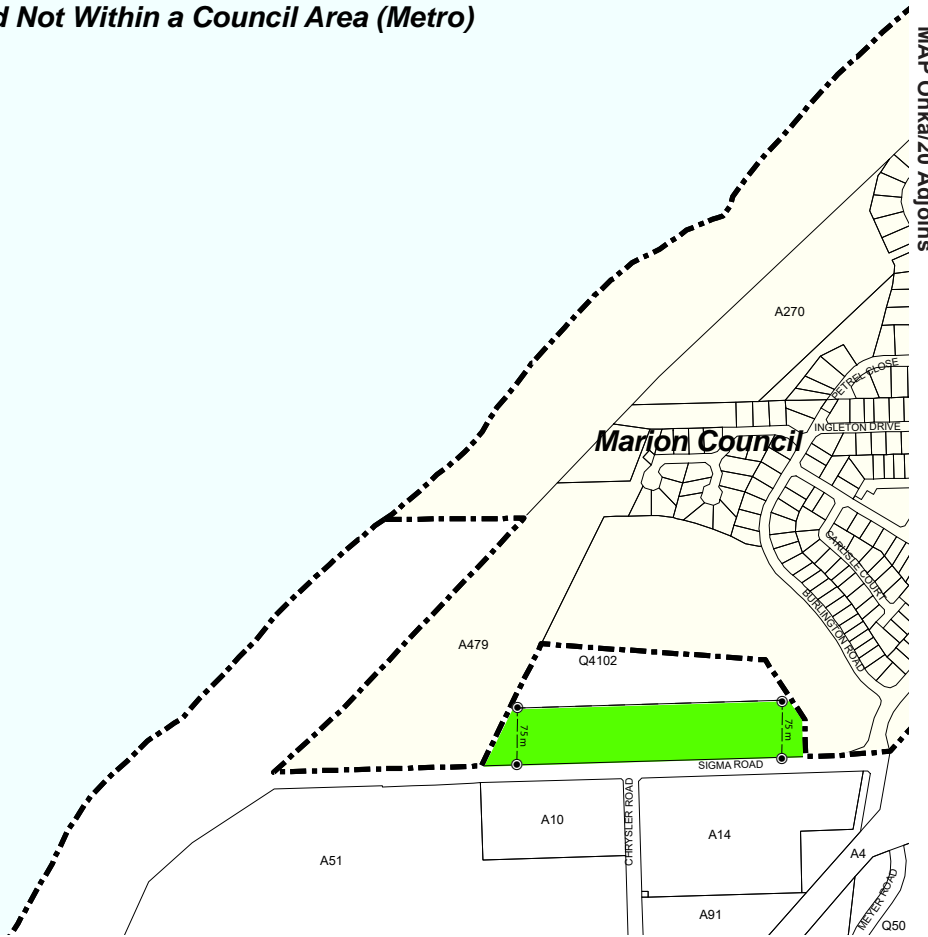 d Not Within a Council Area (Metro)
MAP Onka/20 Adjoins
A270
PETREL CLOSE
INGLETON DRIVE
Marion Council
CARLISLE COURT
BURLINGTON ROAD
A479
Q4102
75 m
75 m
SIGMA ROAD
CHRYSLER ROAD
A10
A14
A51
A4
MEYER ROAD
A91
Q50